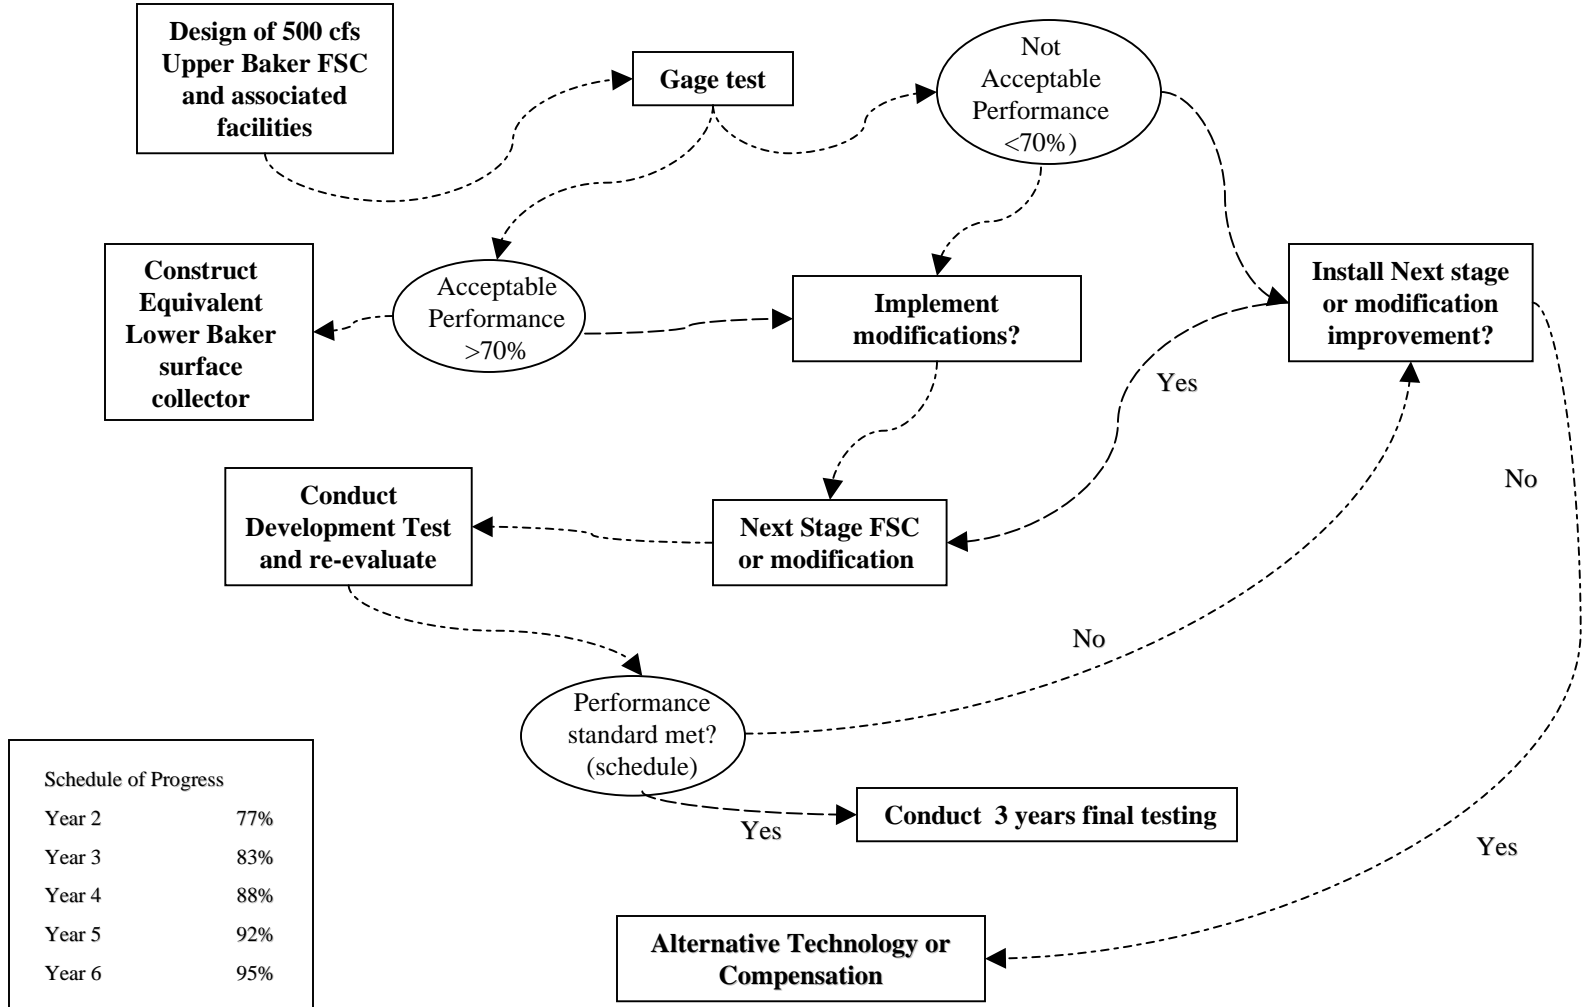 Design of 500 cfs
Upper Baker FSC
and associated
facilities
Gage test
Not
Acceptable
Performance
<70%)
Construct
Equivalent
Lower Baker
surface
collector
Acceptable
Performance
>70%
Implement
modifications?
Install Next stage
or modification
improvement?
Yes
No
Conduct
Development Test
and re-evaluate
Next Stage FSC
or modification
No
Performance
standard met?
(schedule)
Yes
Conduct 3 years final testing
Yes
Schedule of Progress
Year 2 77%
Year 3 83%
Year 4 88%
Year 5 92%
Year 6 95%
Alternative Technology or
Compensation